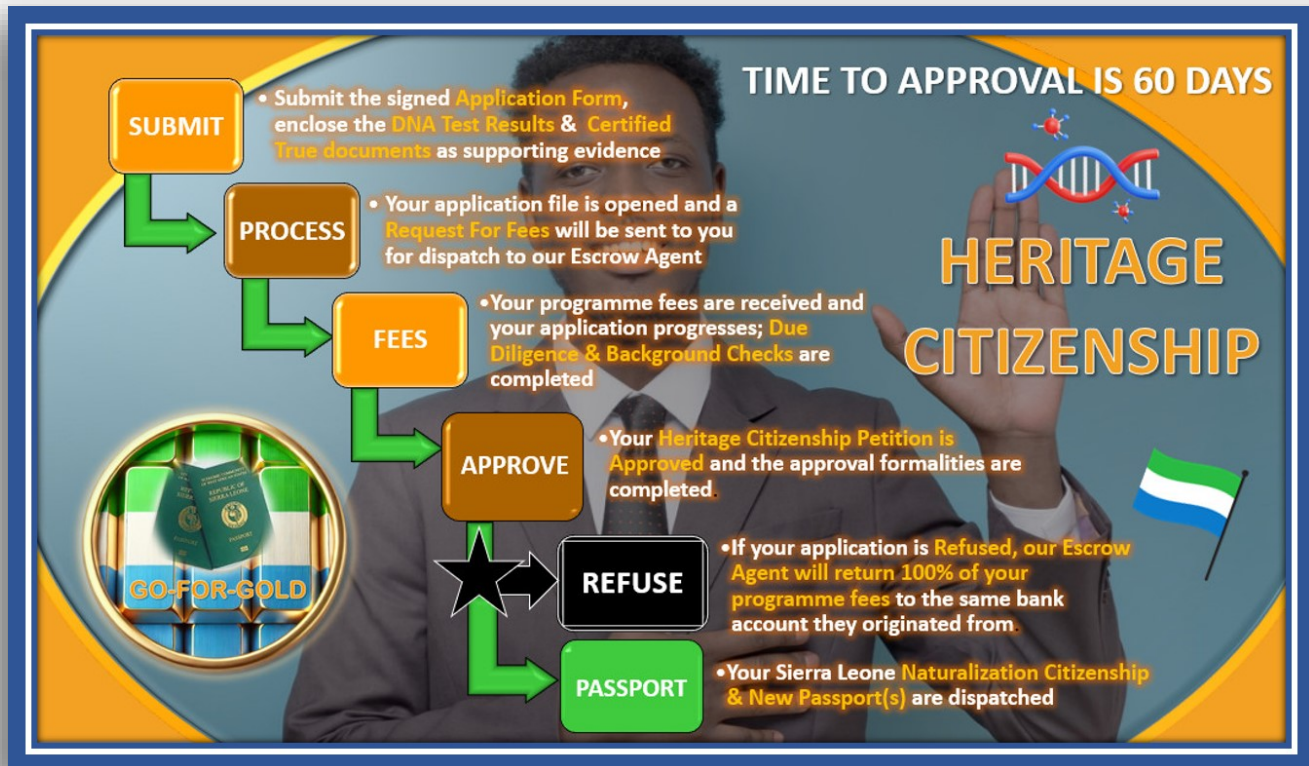 TIME TO APPROVAL IS 60 DAYS
HERITAGE
CITIZENSHIP
SUBMIT
• Submit the signed Application Form,
enclose the DNA Test Results & Certified
True documents as supporting evidence
PROCESS
• Your application file is opened and a
Request For Fees will be sent to you
for dispatch to our Escrow Agent
FEES
•Your programme fees are received and
your application progresses; Due
Diligence & Background Checks are
completed
APPROVE
•Your Heritage Citizenship Petition is
Approved and the approval formalities are
completed.
REFUSE
•If your application is Refused, our Escrow
Agent will return 100% of your
programme fees to the same bank
account they originated from.
PASSPORT
•Your Sierra Leone Naturalization Citizenship
& New Passport(s) are dispatched
REPUBLIC OF
SIERRA LEONE
PASSPORT
GO-FOR-GOLD